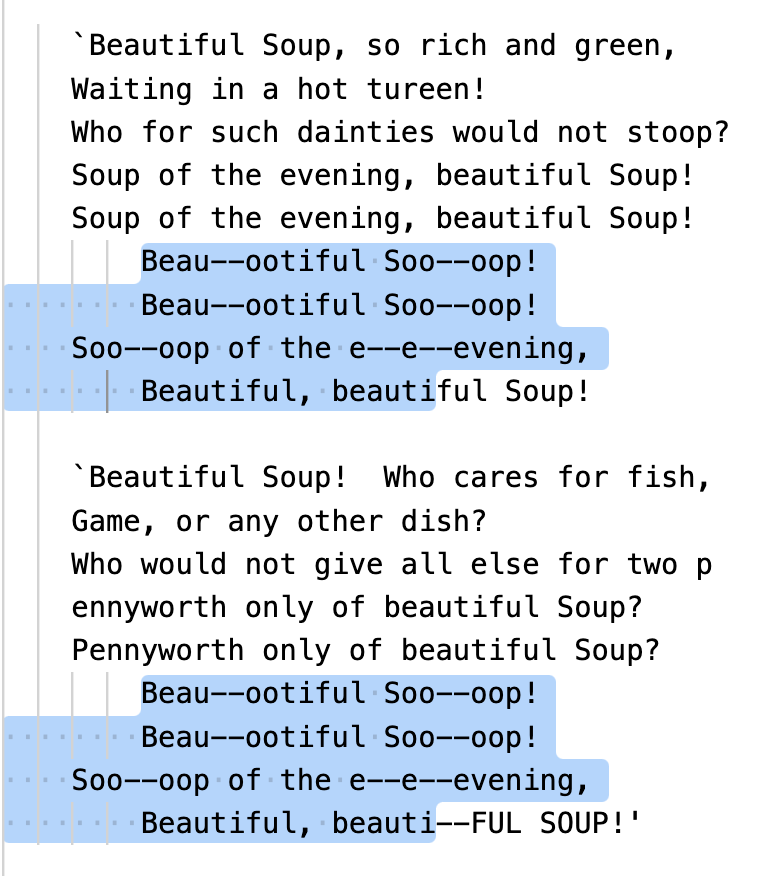 `Beautiful Soup, so rich and green,
Waiting in a hot tureen!
Who for such dainties would not stoop?
Soup of the evening, beautiful Soup!
Soup of the evening, beautiful Soup!
Beau--ootiful Soo--oop!
Beau--ootiful Soo--oop!
Soo--oop of the e--e--evening,
Beautiful, beautiful Soup!

`Beautiful Soup!  Who cares for fish,
Game, or any other dish?
Who would not give all else for two p
ennyworth only of beautiful Soup?
Pennyworth only of beautiful Soup?
Beau--ootiful Soo--oop!
Beau--ootiful Soo--oop!
Soo--oop of the e--e--evening,
Beautiful, beauti--FUL SOUP!'